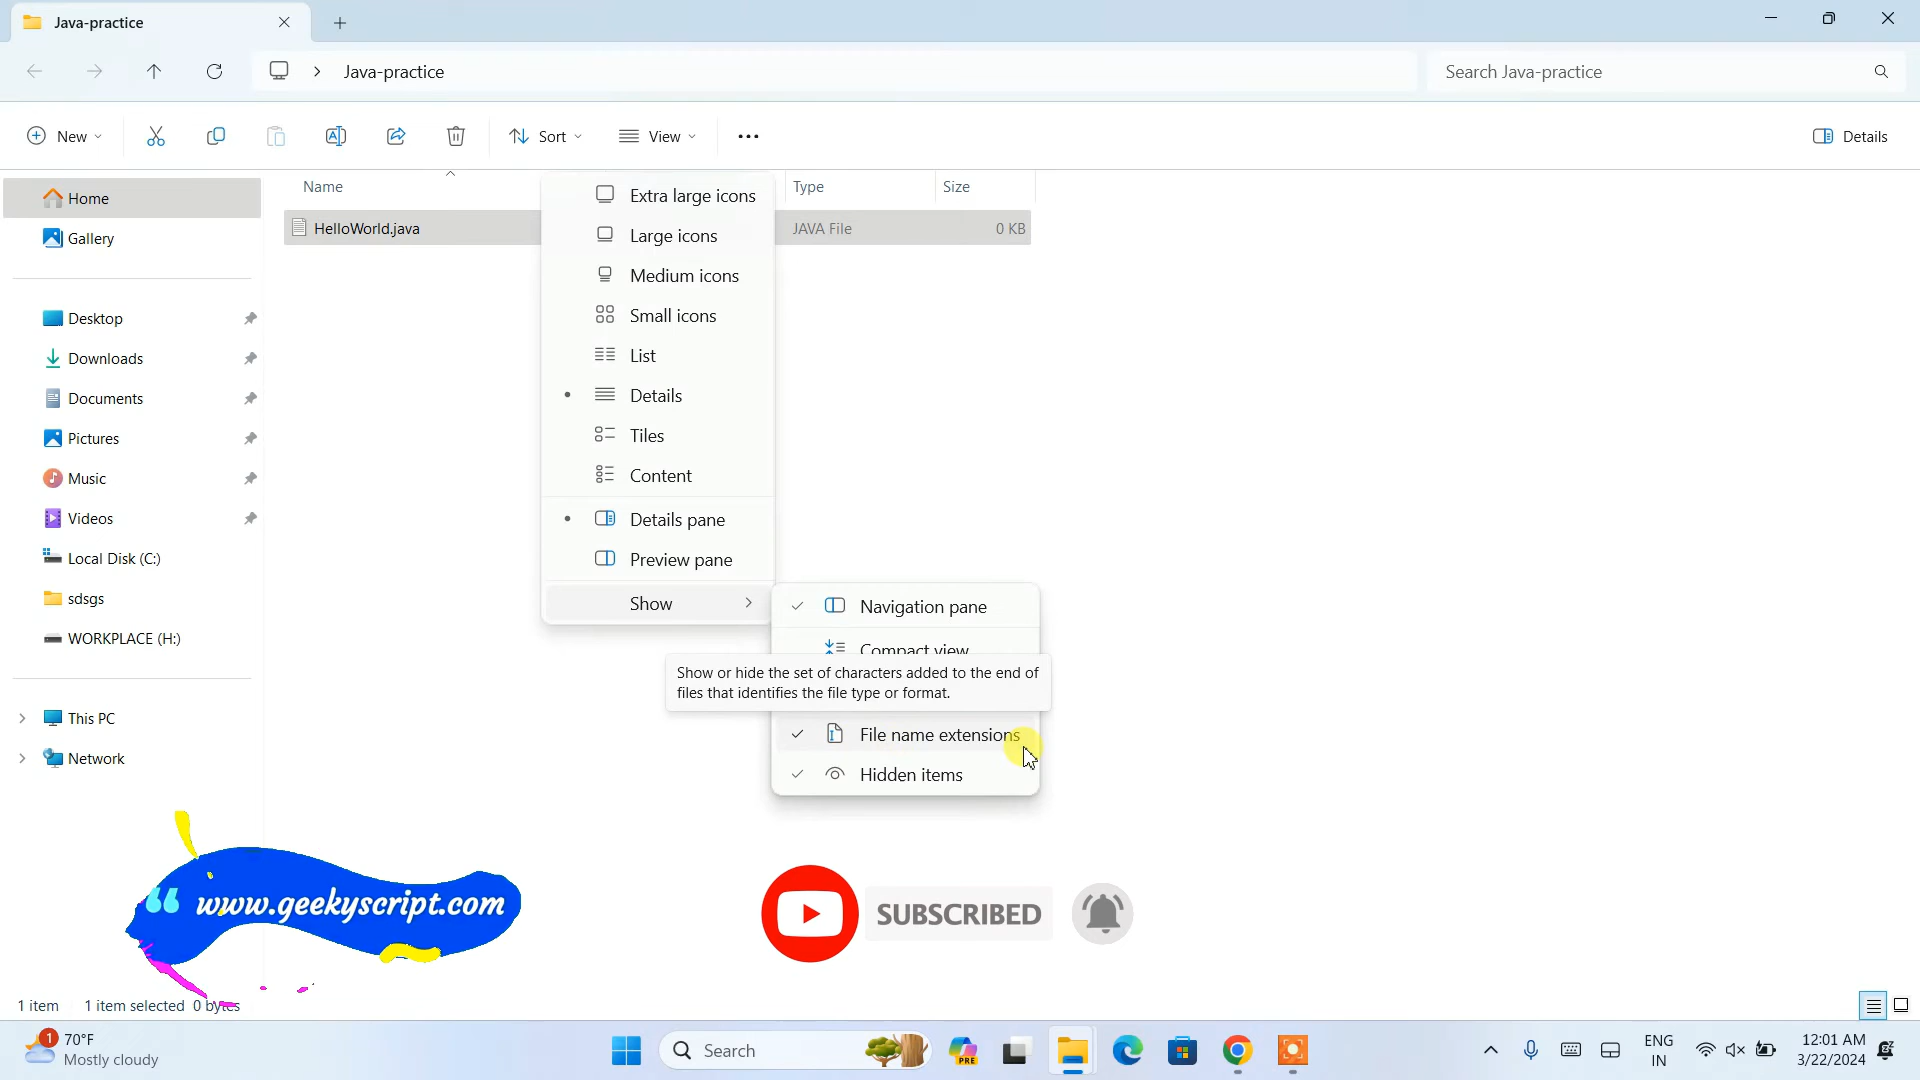 Java-practice
Java-practice
Search Java-practice
New
Sort
View
Details
Name
Type
Size
HelloWorld.java
JAVA File
0 KB
Home
Gallery
Desktop
Downloads
Documents
Pictures
Music
Videos
Local Disk (C:)
sdsgs
WORKPLACE (H:)
This PC
Network
Extra large icons
Large icons
Medium icons
Small icons
List
Details
Tiles
Content
Details pane
Preview pane
Show
Navigation pane
Compact view
Show or hide the set of characters added to the end of
files that identifies the file type or format.
File name extensions
Hidden items
“ www.geekyscript.com
SUBSCRIBED
1 item 1 item selected 0 bytes
1
70°F
Mostly cloudy
Search
PRE
ENG
IN
12:01 AM
3/22/2024